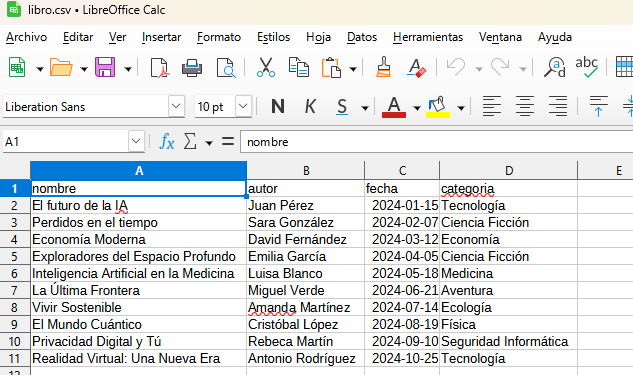 libro.csv • LibreOffice Calc
Archivo Editar Ver Insertar Formato Estilos Hoja Datos Herramientas Ventana Ayuda
Liberation Sans 10 pt N K S A
A1 fx Σ = nombre
A B C D E
1 nombre autor fecha categoria
2 El futuro de la IA Juan Pérez 2024-01-15 Tecnología
3 Perdidos en el tiempo Sara González 2024-02-07 Ciencia Ficción
4 Economía Moderna David Fernández 2024-03-12 Economía
5 Exploradores del Espacio Profundo Emilia García 2024-04-05 Ciencia Ficción
6 Inteligencia Artificial en la Medicina Luisa Blanco 2024-05-18 Medicina
7 La Última Frontera Miguel Verde 2024-06-21 Aventura
8 Vivir Sostenible Amanda Martínez 2024-07-14 Ecología
9 El Mundo Cuántico Cristóbal López 2024-08-19 Física
10 Privacidad Digital y Tú Rebeca Martín 2024-09-10 Seguridad Informática
11 Realidad Virtual: Una Nueva Era Antonio Rodríguez 2024-10-25 Tecnología